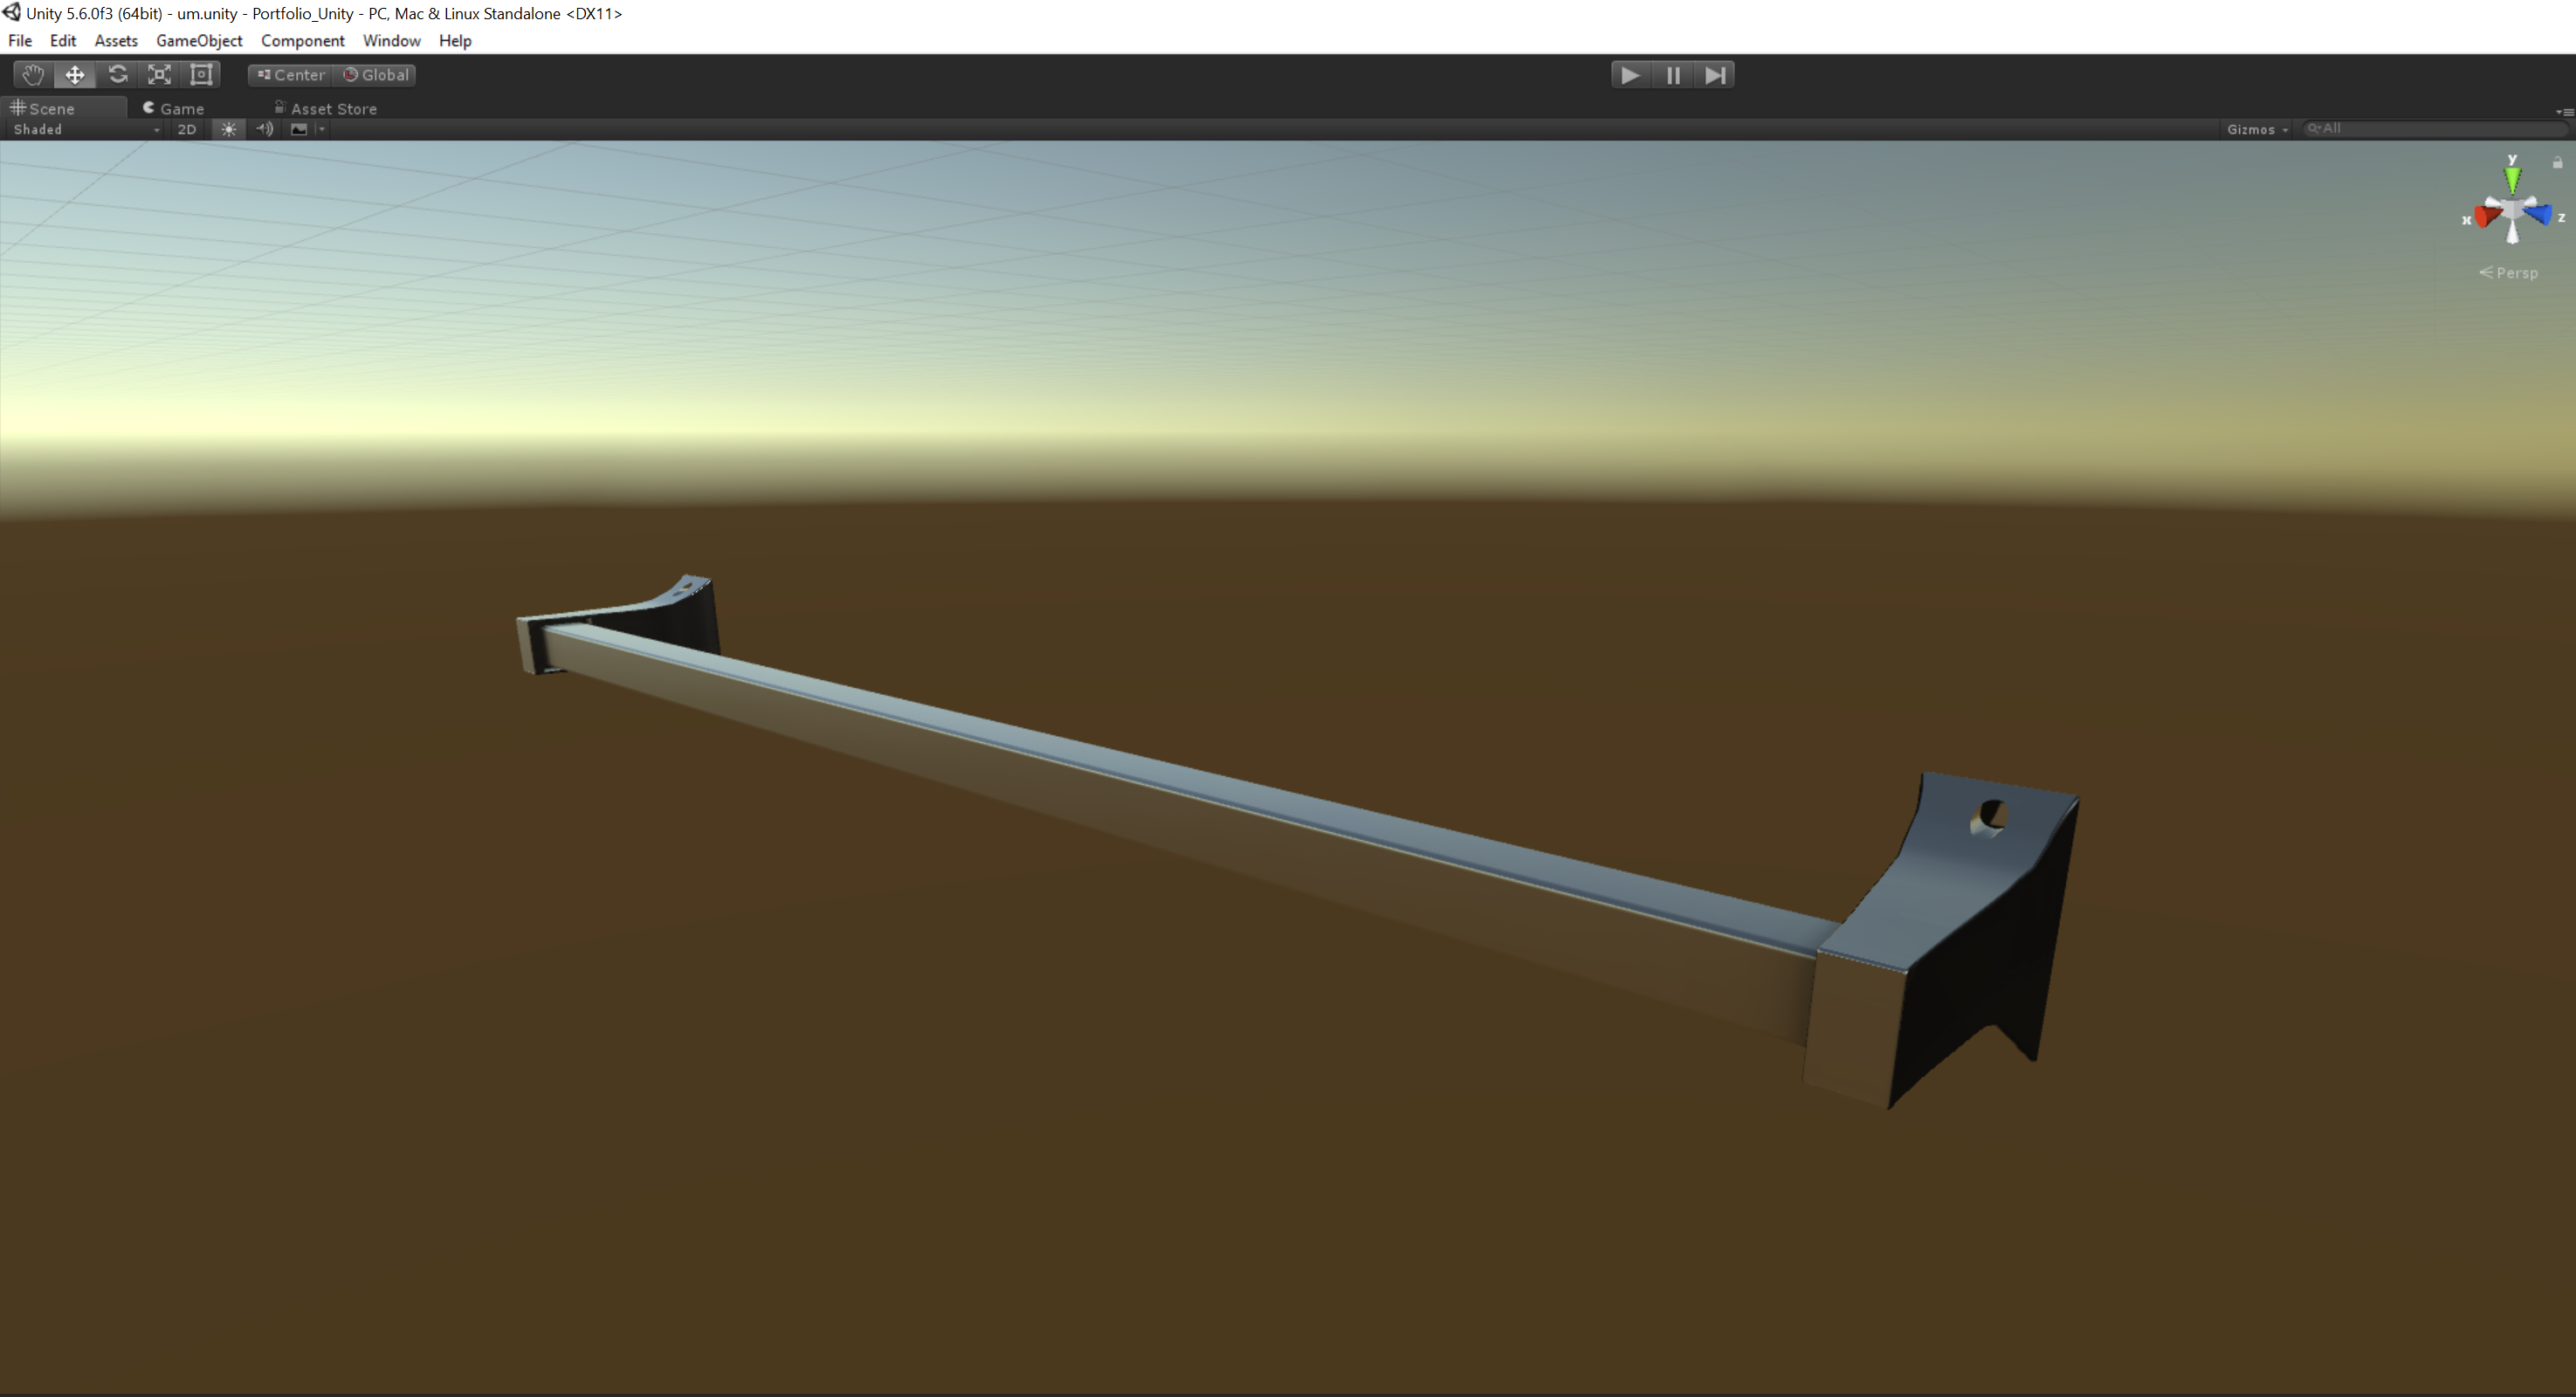 Unity 5.6.0f3 (64bit) - um.unity - Portfolio_Unity - PC, Mac & Linux Standalone <DX11>
File Edit Assets GameObject Component Window Help
Center Global
Scene Game Asset Store
Shaded 2D Gizmos All
y
x z
Persp